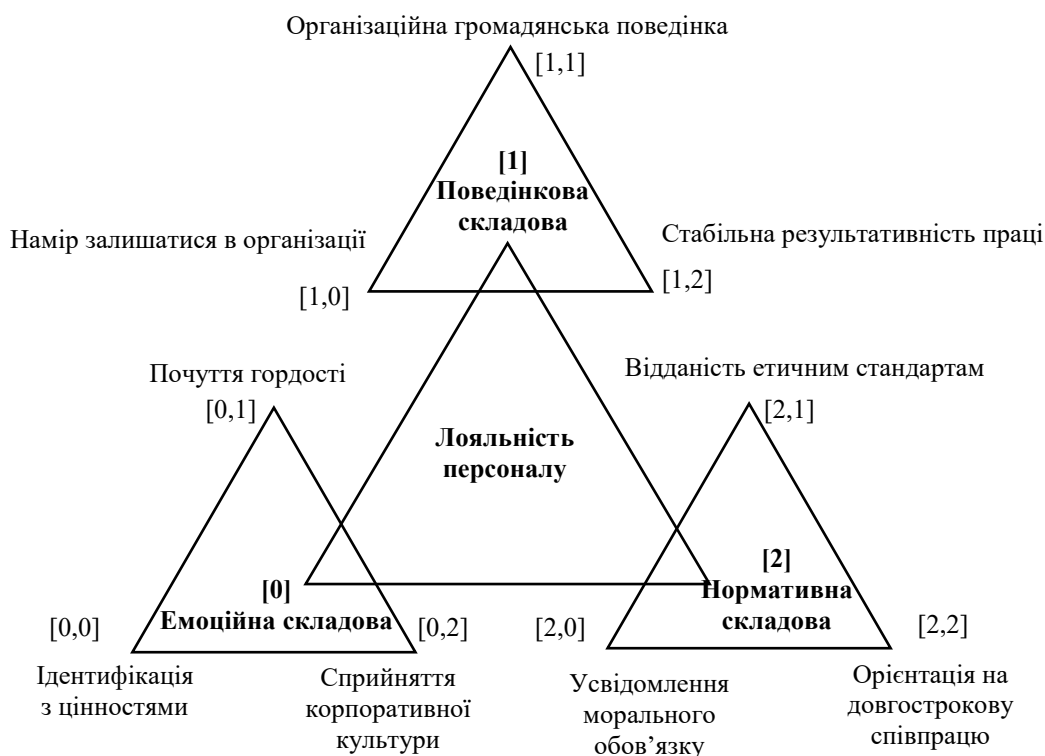 Організаційна громадянська поведінка
[1,1]
[1]
Поведінкова
складова
Намір залишатися в організації
Стабільна результативність праці
[1,0]
[1,2]
Почуття гордості
Відданість етичним стандартам
[0,1]
[2,1]
Лояльність
персоналу
[0]
Емоційна складова
[2]
Нормативна
складова
[0,0]
[0,2]
[2,0]
[2,2]
Ідентифікація
з цінностями
Сприйняття
корпоративної
культури
Усвідомлення
морального
обов’язку
Орієнтація на
довгострокову
співпрацю